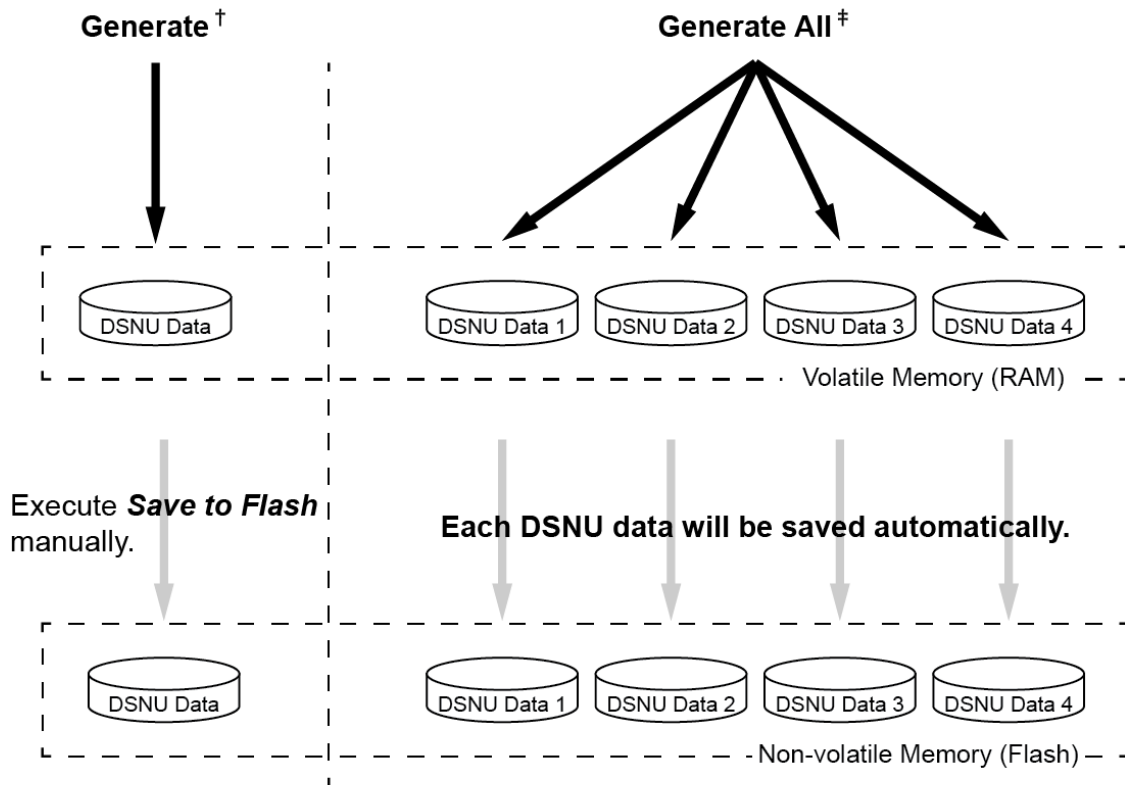 Generate †
Generate All ‡
DSNU Data
DSNU Data 1
DSNU Data 2
DSNU Data 3
DSNU Data 4
Volatile Memory (RAM)
Execute Save to Flash
manually.
Each DSNU data will be saved automatically.
DSNU Data
DSNU Data 1
DSNU Data 2
DSNU Data 3
DSNU Data 4
Non-volatile Memory (Flash)